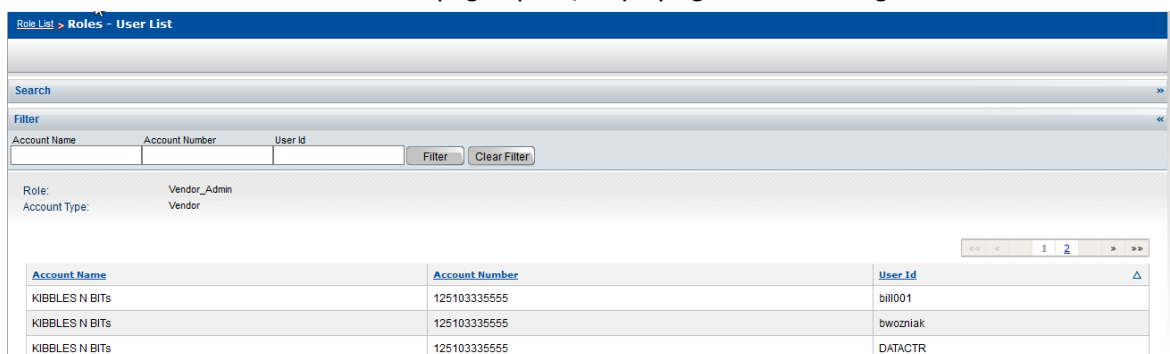 Role List > Roles - User List
Search »
Filter «
Account Name Account Number User Id
Filter Clear Filter
Role: Vendor_Admin
Account Type: Vendor
«« « 1 2 » »»
Account Name Account Number User Id △
KIBBLES N BITs 125103335555 bill001
KIBBLES N BITs 125103335555 bwozniak
KIBBLES N BITs 125103335555 DATACTR